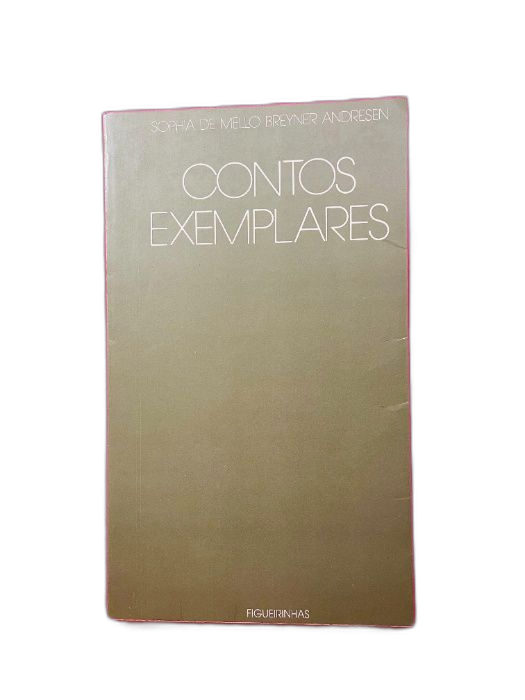 SOPHIA DE MELLO BREYNER ANDRESEN
CONTOS
EXEMPLARES
FIGUEIRINHAS